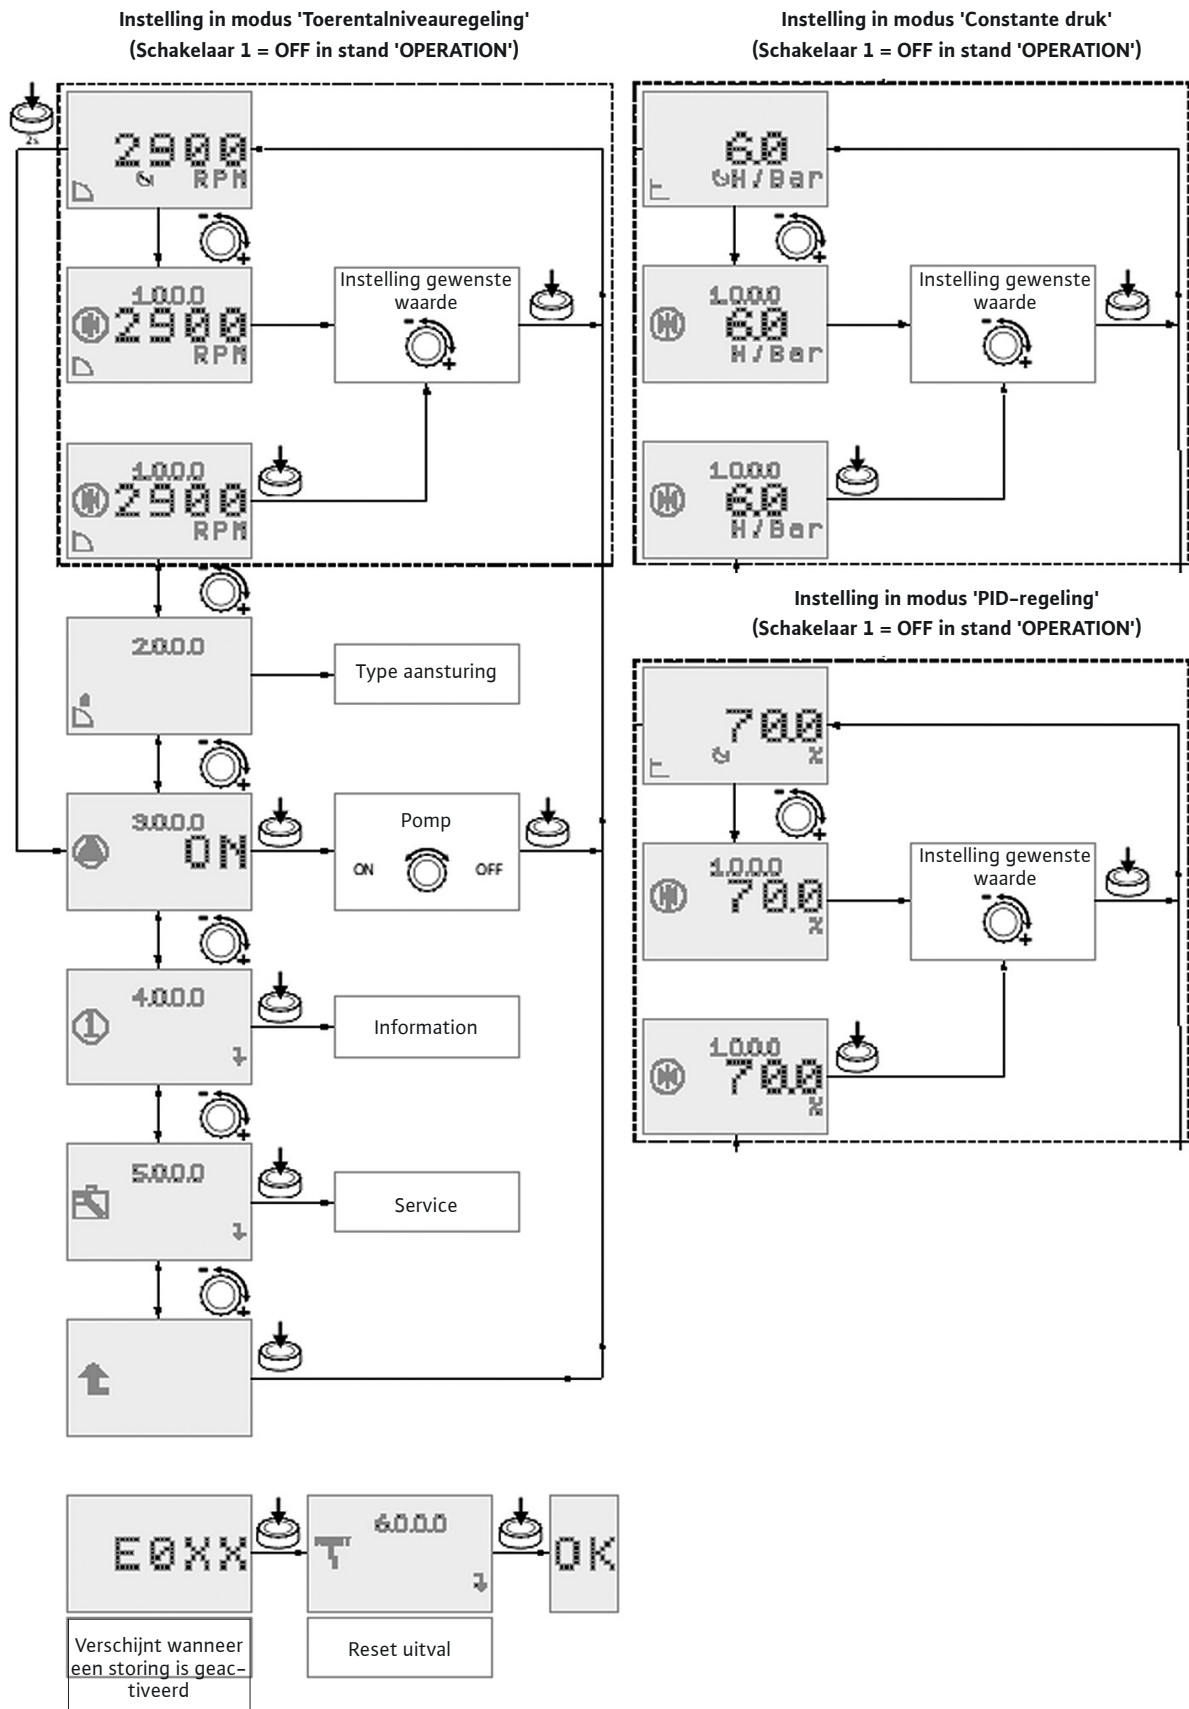 Instelling in modus 'Toerentalniveauregeling'
(Schakelaar 1 = OFF in stand 'OPERATION')
2s
2900
RPM
- +
1.0.0.0
2900
RPM
Instelling gewenste
waarde
- +
1.0.0.0
2900
RPM
- +
2.0.0.0
Type aansturing
- +
3.0.0.0
ON
Pomp
ON OFF
- +
4.0.0.0
1
Information
- +
5.0.0.0
Service
- +
E0XX
6.0.0.0
OK
Verschijnt wanneer
een storing is geac-
tiveerd
Reset uitval
Instelling in modus 'Constante druk'
(Schakelaar 1 = OFF in stand 'OPERATION')
6.0
H/Bar
- +
1.0.0.0
6.0
H/Bar
Instelling gewenste
waarde
- +
1.0.0.0
6.0
H/Bar
Instelling in modus 'PID-regeling'
(Schakelaar 1 = OFF in stand 'OPERATION')
70.0
%
- +
1.0.0.0
70.0
%
Instelling gewenste
waarde
- +
1.0.0.0
70.0
%